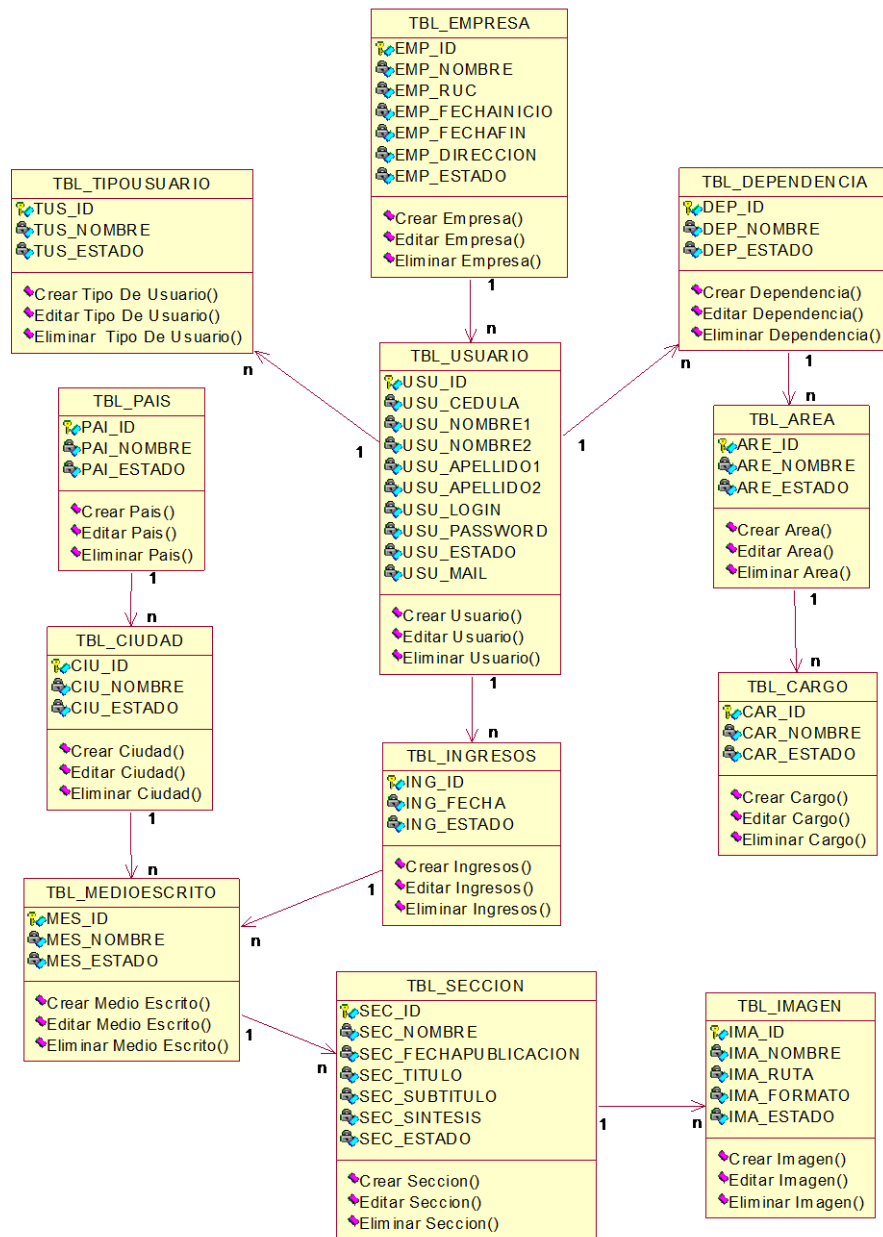 TBL_EMPRESA
EMP_ID
EMP_NOMBRE
EMP_RUC
EMP_FECHAINICIO
EMP_FECHAFIN
EMP_DIRECCION
EMP_ESTADO
Crear Empresa()
Editar Empresa()
Eliminar Empresa()
1
n
TBL_TIPOUSUARIO
TUS_ID
TUS_NOMBRE
TUS_ESTADO
Crear Tipo De Usuario()
Editar Tipo De Usuario()
Eliminar Tipo De Usuario()
n
1
TBL_DEPENDENCIA
DEP_ID
DEP_NOMBRE
DEP_ESTADO
Crear Dependencia()
Editar Dependencia()
Eliminar Dependencia()
n
1
1
n
TBL_USUARIO
USU_ID
USU_CEDULA
USU_NOMBRE1
USU_NOMBRE2
USU_APELLIDO1
USU_APELLIDO2
USU_LOGIN
USU_PASSWORD
USU_ESTADO
USU_MAIL
Crear Usuario()
Editar Usuario()
Eliminar Usuario()
1
n
TBL_PAIS
PAI_ID
PAI_NOMBRE
PAI_ESTADO
Crear Pais()
Editar Pais()
Eliminar Pais()
1
n
TBL_AREA
ARE_ID
ARE_NOMBRE
ARE_ESTADO
Crear Area()
Editar Area()
Eliminar Area()
1
n
TBL_CIUDAD
CIU_ID
CIU_NOMBRE
CIU_ESTADO
Crear Ciudad()
Editar Ciudad()
Eliminar Ciudad()
1
n
TBL_CARGO
CAR_ID
CAR_NOMBRE
CAR_ESTADO
Crear Cargo()
Editar Cargo()
Eliminar Cargo()
TBL_INGRESOS
ING_ID
ING_FECHA
ING_ESTADO
Crear Ingresos()
Editar Ingresos()
Eliminar Ingresos()
1
n
TBL_MEDIOESCRITO
MES_ID
MES_NOMBRE
MES_ESTADO
Crear Medio Escrito()
Editar Medio Escrito()
Eliminar Medio Escrito()
1
n
TBL_SECCION
SEC_ID
SEC_NOMBRE
SEC_FECHAPUBLICACION
SEC_TITULO
SEC_SUBTITULO
SEC_SINTESIS
SEC_ESTADO
Crear Seccion()
Editar Seccion()
Eliminar Seccion()
1
n
TBL_IMAGEN
IMA_ID
IMA_NOMBRE
IMA_RUTA
IMA_FORMATO
IMA_ESTADO
Crear Imagen()
Editar Imagen()
Eliminar Imagen()